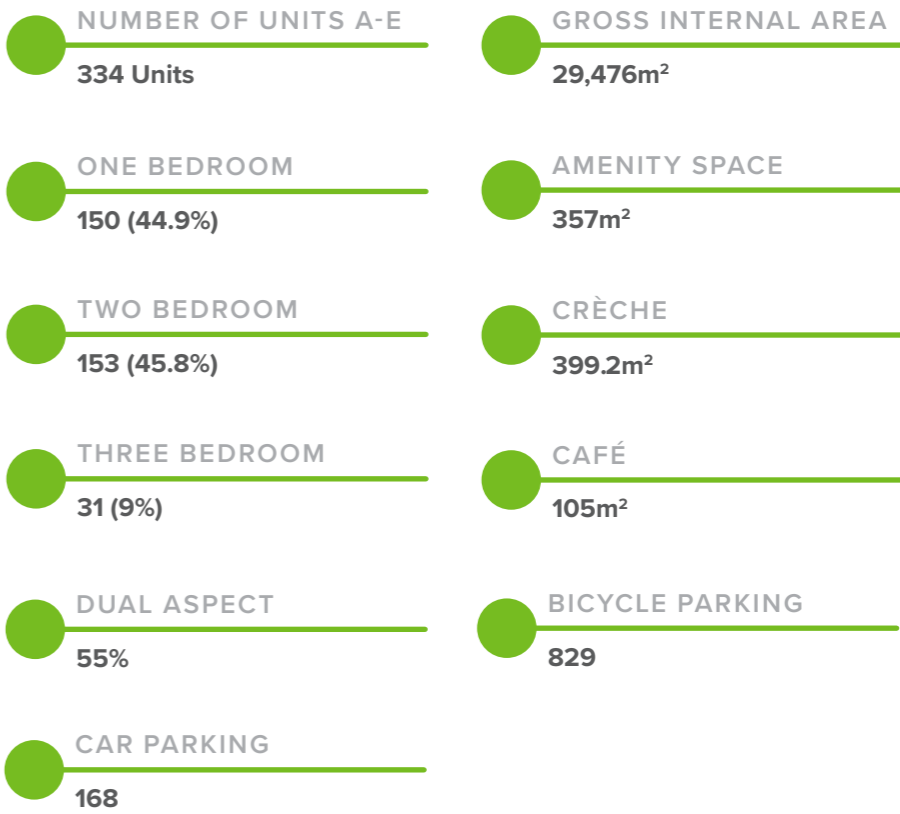 NUMBER OF UNITS A-E
334 Units
ONE BEDROOM
150 (44.9%)
TWO BEDROOM
153 (45.8%)
THREE BEDROOM
31 (9%)
DUAL ASPECT
55%
CAR PARKING
168
GROSS INTERNAL AREA
29,476m²
AMENITY SPACE
357m²
CRÈCHE
399.2m²
CAFÉ
105m²
BICYCLE PARKING
829